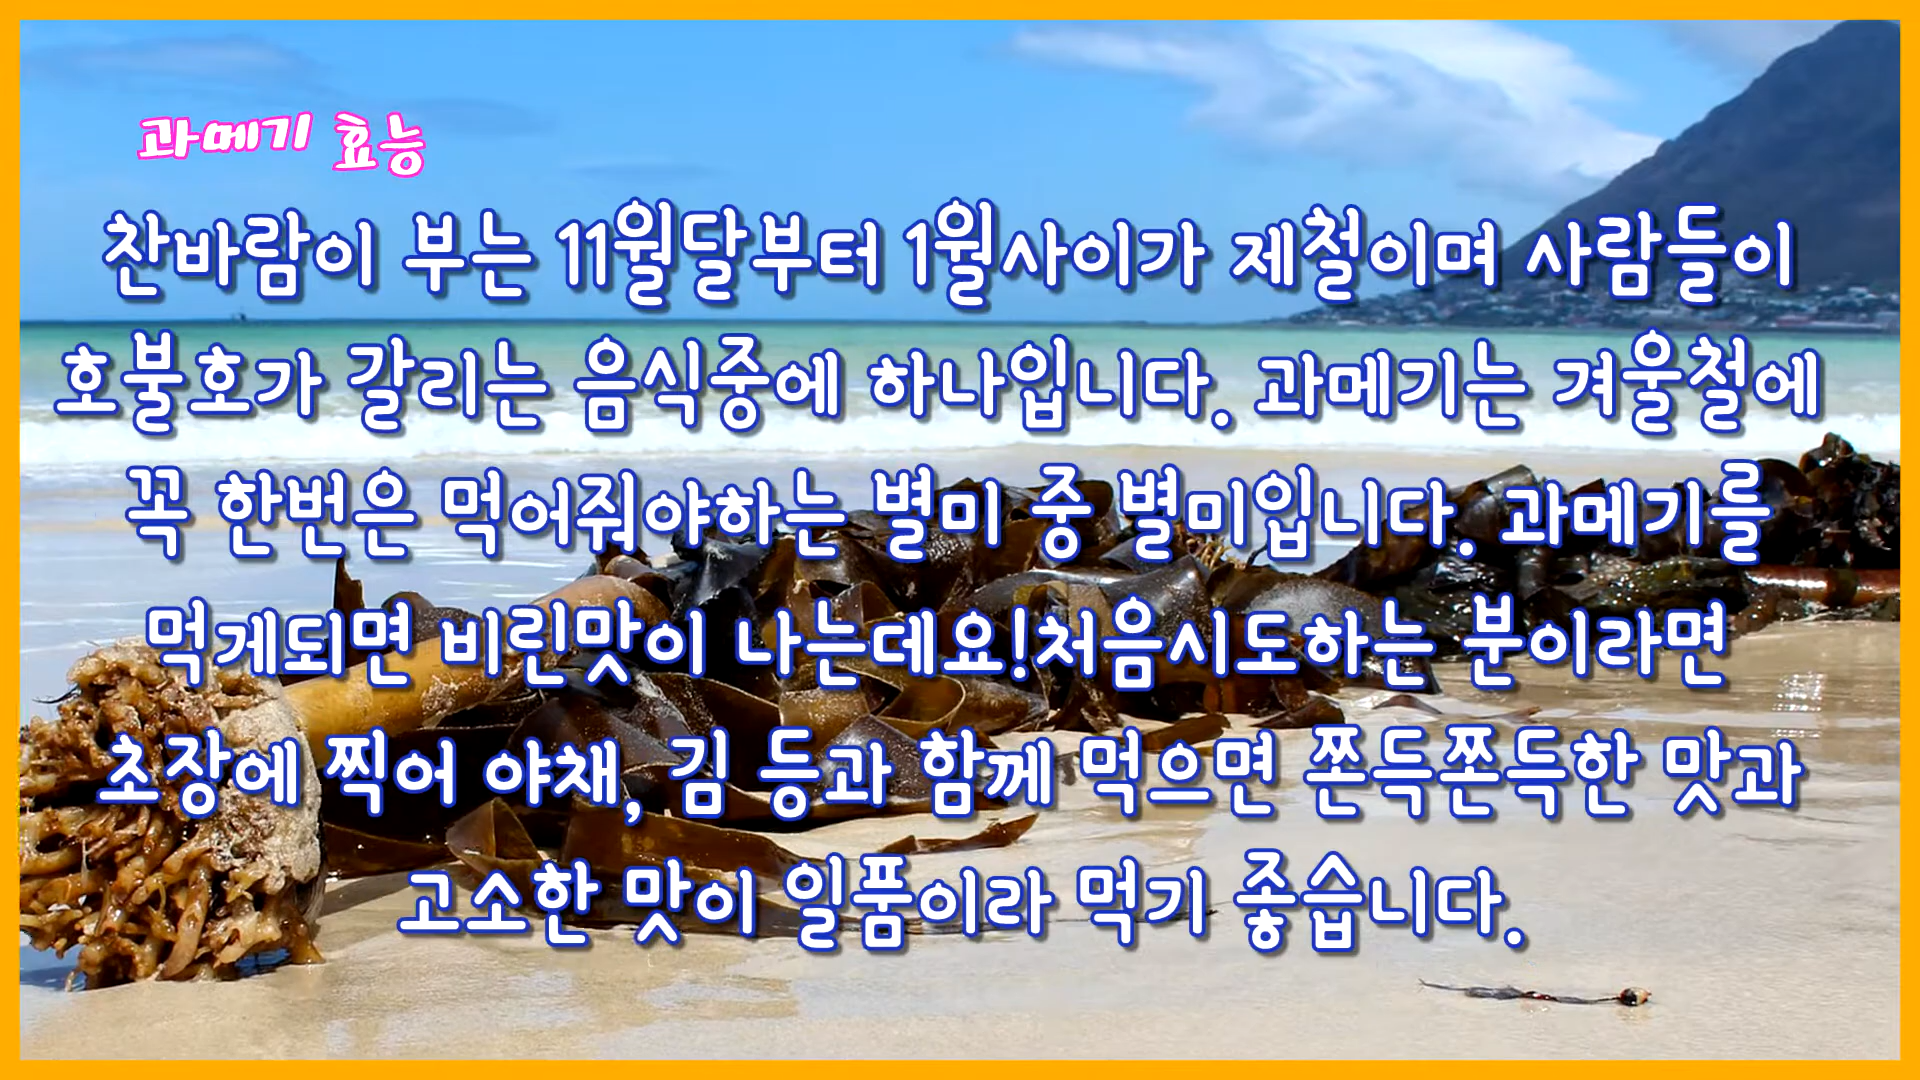 과메기 효능
찬바람이 부는 11월달부터 1월사이가 제철이며 사람들이
호불호가 갈리는 음식중에 하나입니다. 과메기는 겨울철에
꼭 한번은 먹어줘야하는 별미 중 별미입니다. 과메기를
먹게되면 비린맛이 나는데요!처음시도하는 분이라면
초장에 찍어 야채, 김 등과 함께 먹으면 쫀득쫀득한 맛과
고소한 맛이 일품이라 먹기 좋습니다.